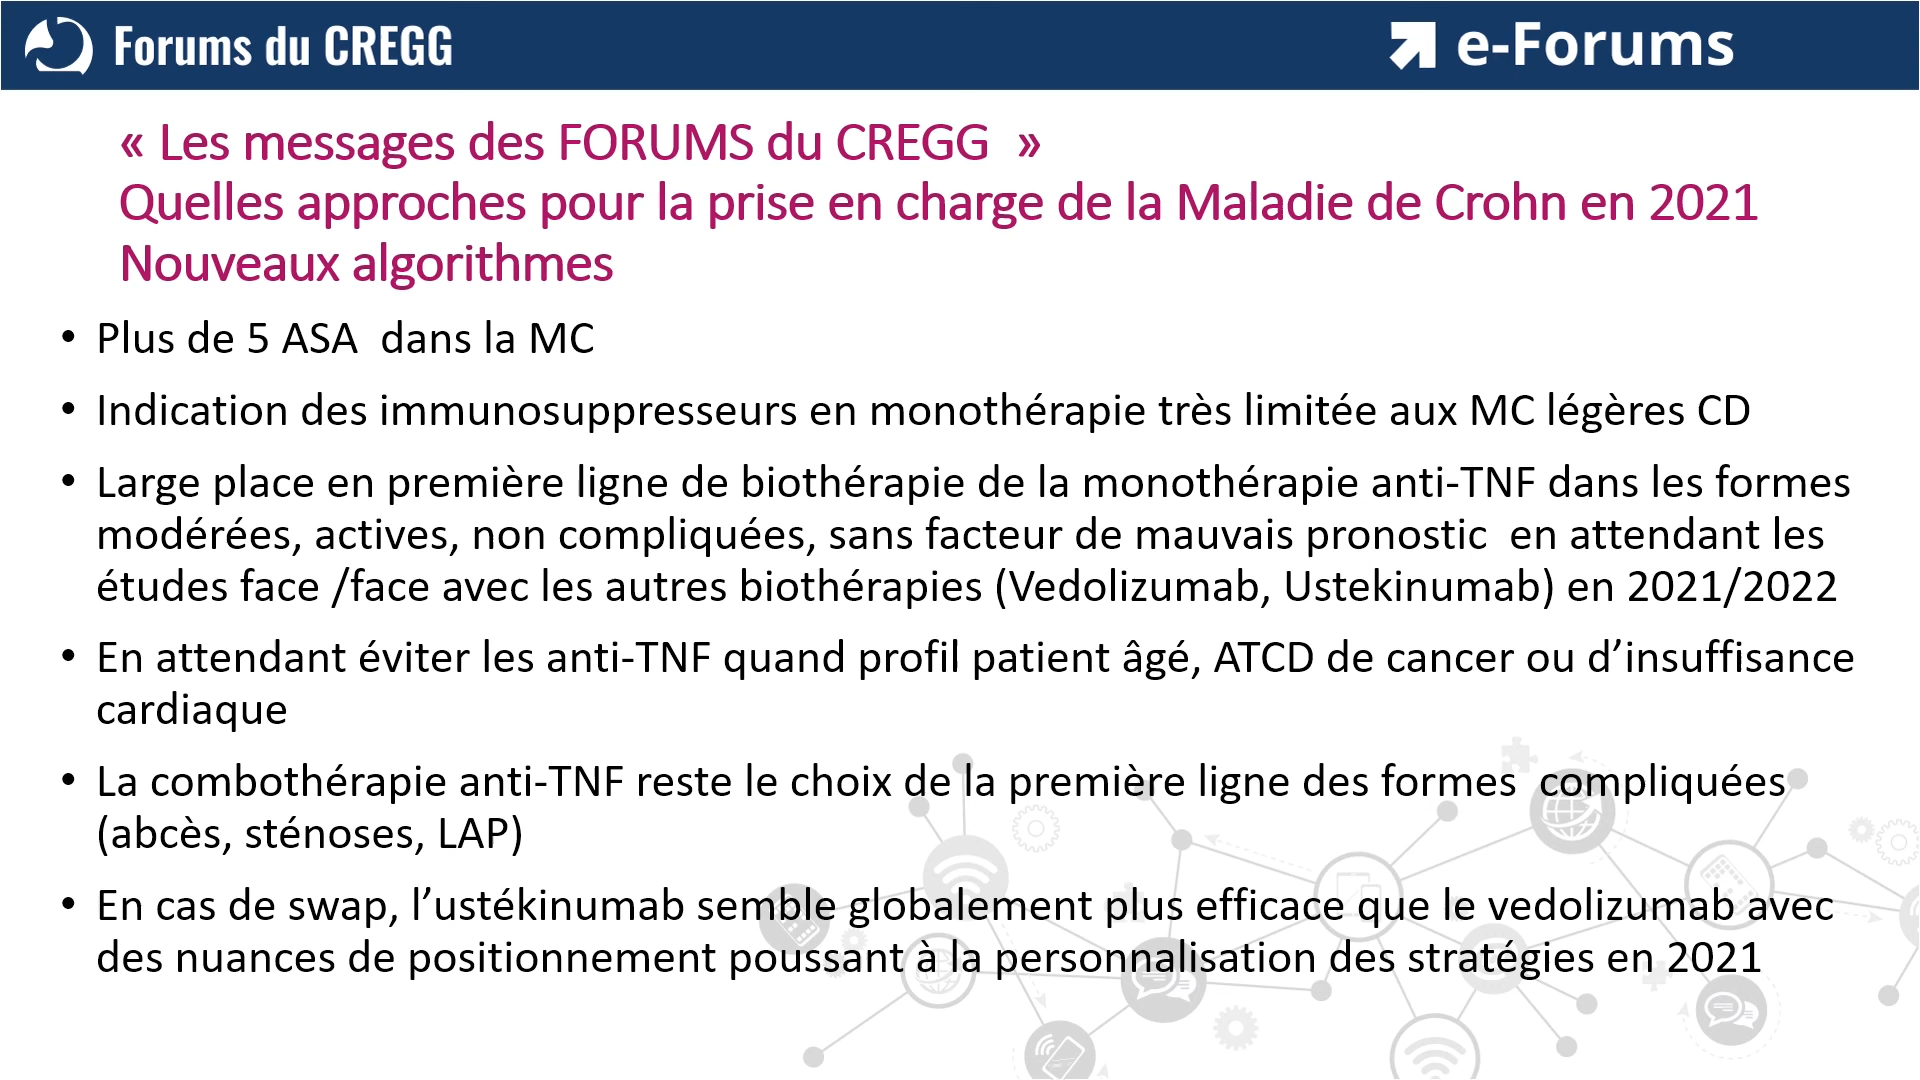 Forums du CREGG
e-Forums
« Les messages des FORUMS du CREGG  »
Quelles approches pour la prise en charge de la Maladie de Crohn en 2021
Nouveaux algorithmes
• Plus de 5 ASA  dans la MC
• Indication des immunosuppresseurs en monothérapie très limitée aux MC légères CD
• Large place en première ligne de biothérapie de la monothérapie anti-TNF dans les formes
modérées, actives, non compliquées, sans facteur de mauvais pronostic  en attendant les
études face /face avec les autres biothérapies (Vedolizumab, Ustekinumab) en 2021/2022
• En attendant éviter les anti-TNF quand profil patient âgé, ATCD de cancer ou d’insuffisance
cardiaque
• La combothérapie anti-TNF reste le choix de la première ligne des formes  compliquées
(abcès, sténoses, LAP)
• En cas de swap, l’ustékinumab semble globalement plus efficace que le vedolizumab avec
des nuances de positionnement poussant à la personnalisation des stratégies en 2021